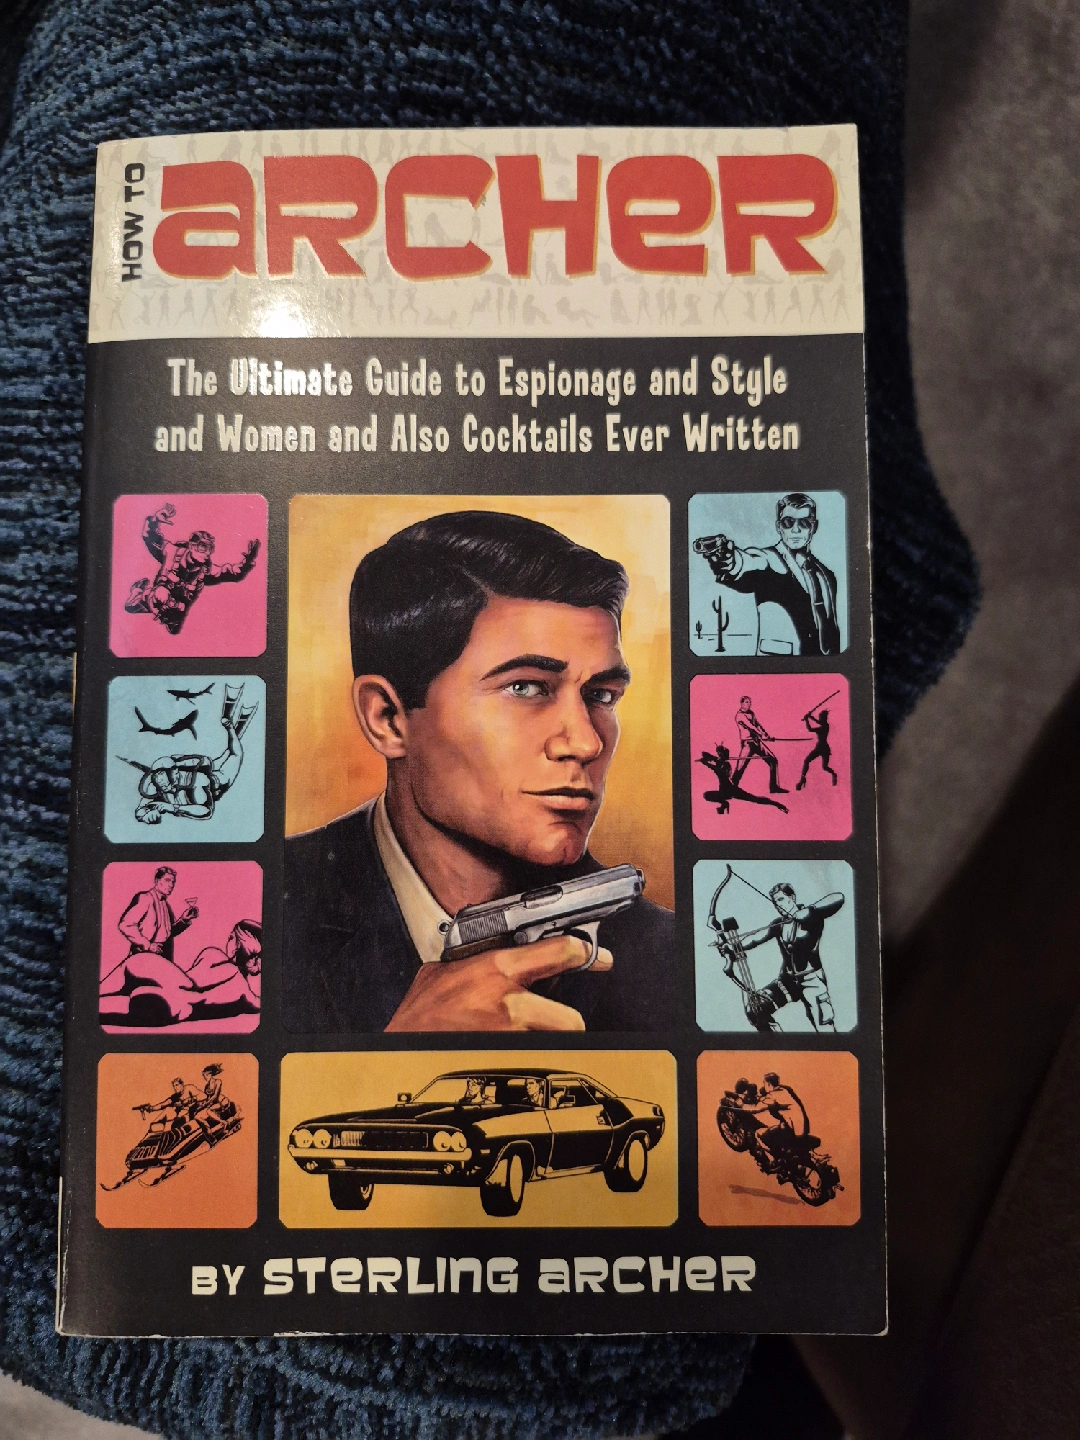 HOW TO
ARCHER
The Ultimate Guide to Espionage and Style
and Women and Also Cocktails Ever Written
BY STERLING ARCHER